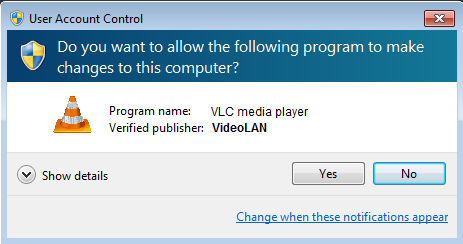 User Account Control
Do you want to allow the following program to make
changes to this computer?
Program name: VLC media player
Verified publisher: VideoLAN
Show details
Yes
No
Change when these notifications appear